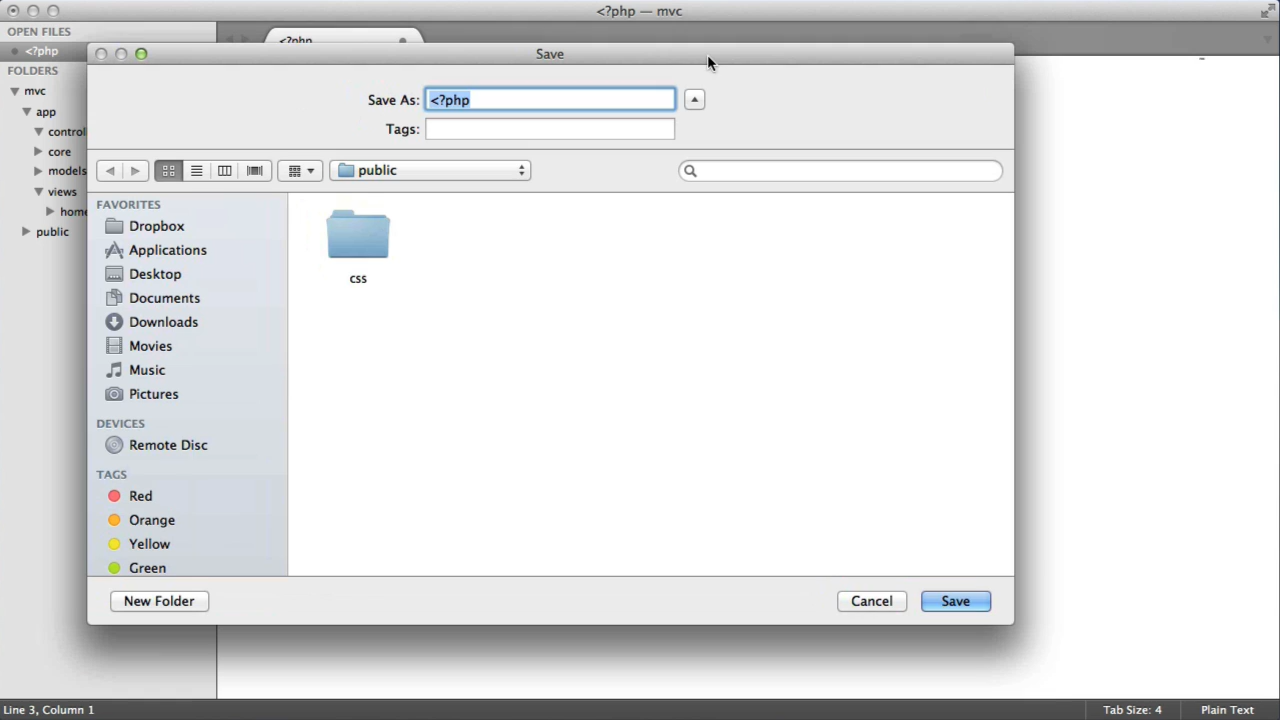 <?php — mvc
OPEN FILES
<?php
FOLDERS
mvc
app
control
core
models
views
home
public
<?php
Save
Save As: <?php
Tags:
public
css
FAVORITES
Dropbox
Applications
Desktop
Documents
Downloads
Movies
Music
Pictures
DEVICES
Remote Disc
TAGS
Red
Orange
Yellow
Green
New Folder
Cancel
Save
Line 3, Column 1
Tab Size: 4
Plain Text